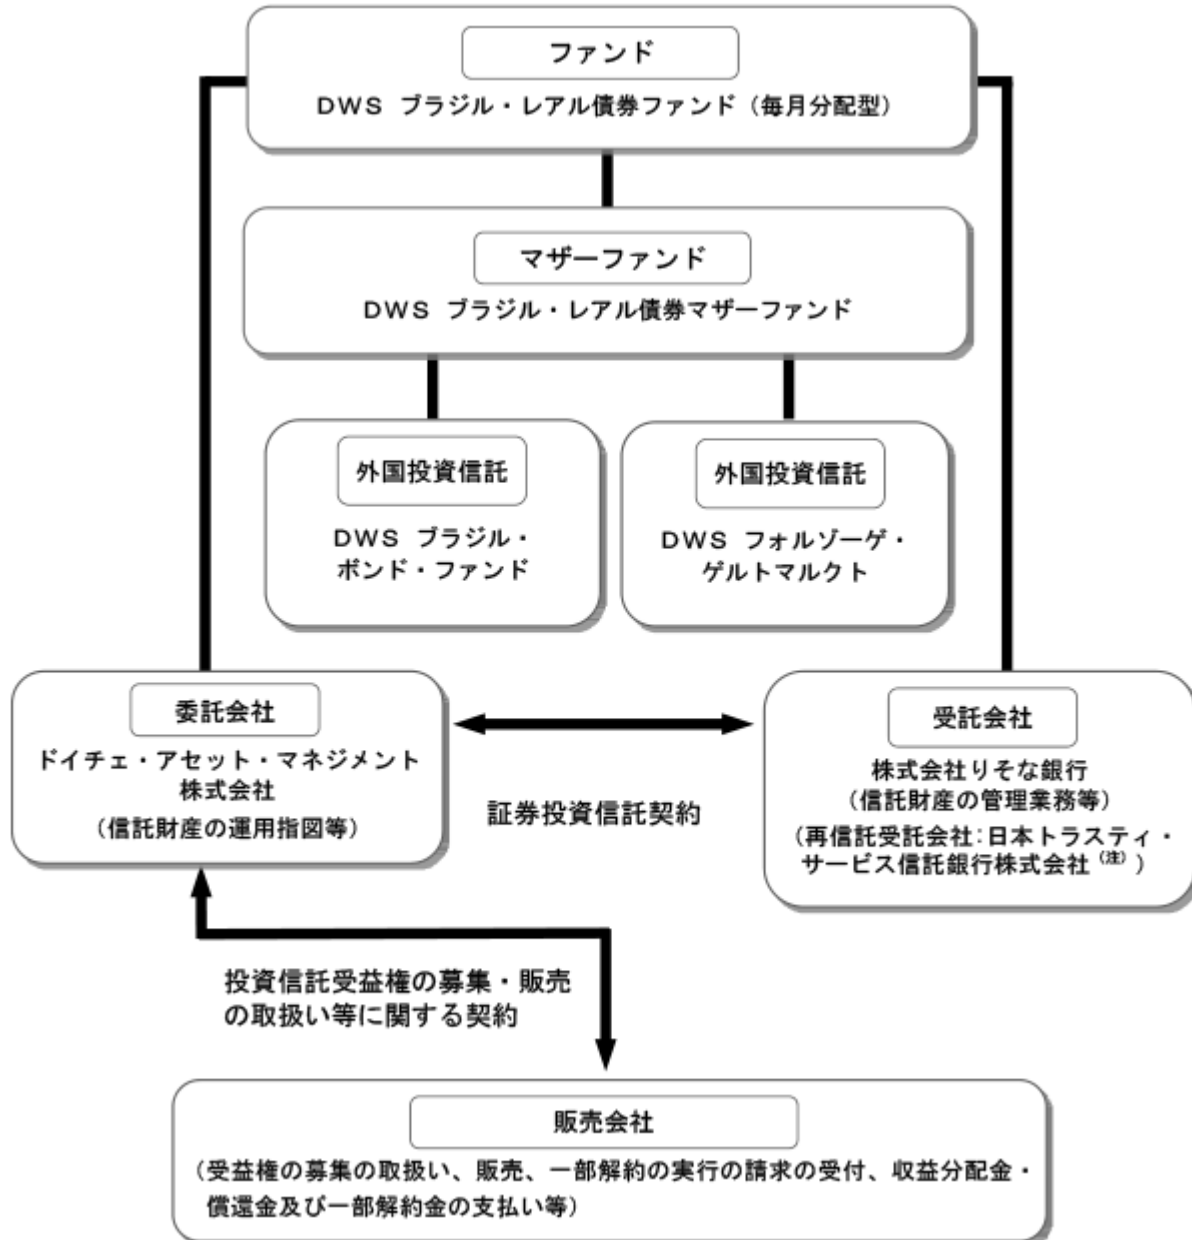 ファンド
DWS ブラジル・レアル債券ファンド（毎月分配型）
マザーファンド
DWS ブラジル・レアル債券マザーファンド
外国投資信託
DWS ブラジル・
ボンド・ファンド
外国投資信託
DWS フォルゾーゲ・
ゲルトマルクト
委託会社
ドイチェ・アセット・マネジメント
株式会社
（信託財産の運用指図等）
証券投資信託契約
受託会社
株式会社りそな銀行
（信託財産の管理業務等）
（再信託受託会社：日本トラスティ・
サービス信託銀行株式会社（注））
投資信託受益権の募集・販売
の取扱い等に関する契約
販売会社
（受益権の募集の取扱い、販売、一部解約の実行の請求の受付、収益分配金・
償還金及び一部解約金の支払い等）